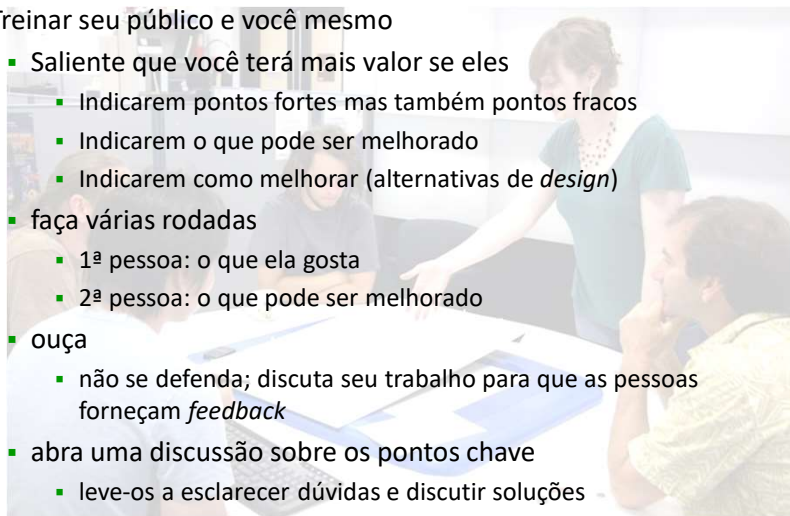 Treinar seu público e você mesmo
▪ Saliente que você terá mais valor se eles
▪ Indicarem pontos fortes mas também pontos fracos
▪ Indicarem o que pode ser melhorado
▪ Indicarem como melhorar (alternativas de design)
▪ faça várias rodadas
▪ 1ª pessoa: o que ela gosta
▪ 2ª pessoa: o que pode ser melhorado
▪ ouça
▪ não se defenda; discuta seu trabalho para que as pessoas
forneçam feedback
▪ abra uma discussão sobre os pontos chave
▪ leve-os a esclarecer dúvidas e discutir soluções